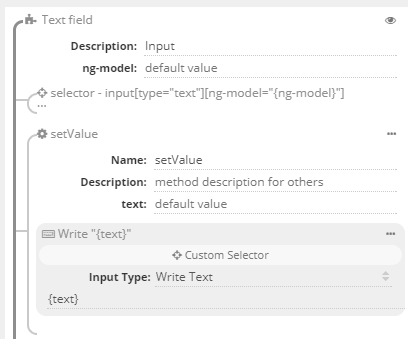 Text field
Description: Input
ng-model: default value
selector - input[type="text"][ng-model="{ng-model}"]
...
setValue ...
Name: setValue
Description: method description for others
text: default value
Write "{text}" ...
Custom Selector
Input Type: Write Text
{text}